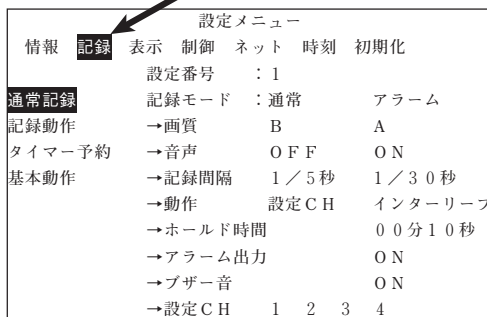 設定メニュー
情報 記録 表示 制御 ネット 時刻 初期化
設定番号 ：1
通常記録 記録モード ：通常 アラーム
記録動作 →画質 B A
タイマー予約 →音声 OFF ON
基本動作 →記録間隔 1／5秒 1／30秒
→動作 設定CH インターリーブ
→ホールド時間 00分10秒
→アラーム出力 ON
→ブザー音 ON
→設定CH 1 2 3 4